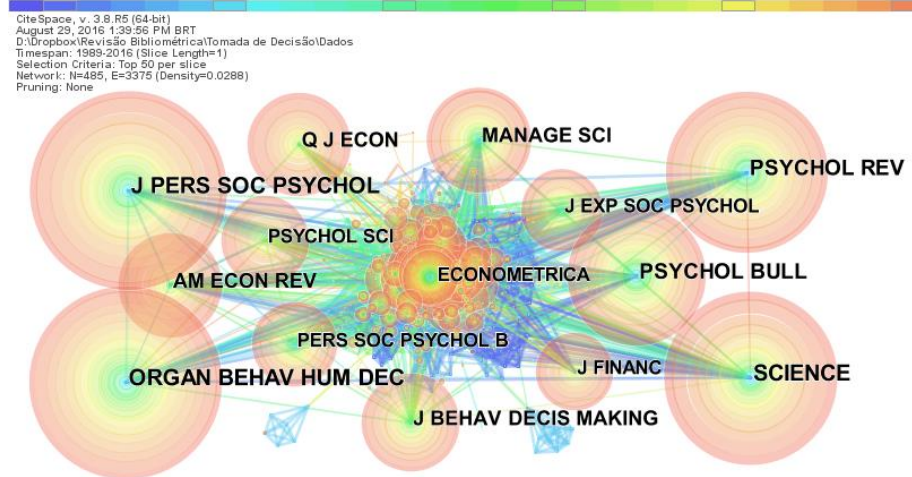 CiteSpace, v. 3.8.R5 (64-bit)
August 29, 2016 1:39:56 PM BRT
D:\Dropbox\Revisão Bibliométrica\Tomada de Decisão\Dados
Timespan: 1989-2016 (Slice Length=1)
Selection Criteria: Top 50 per slice
Network: N=485, E=3375 (Density=0.0288)
Pruning: None
Q J ECON
MANAGE SCI
PSYCHOL REV
J PERS SOC PSYCHOL
J EXP SOC PSYCHOL
PSYCHOL SCI
AM ECON REV
ECONOMETRICA
PSYCHOL BULL
PERS SOC PSYCHOL B
J FINANC
ORGAN BEHAV HUM DEC
SCIENCE
J BEHAV DECIS MAKING